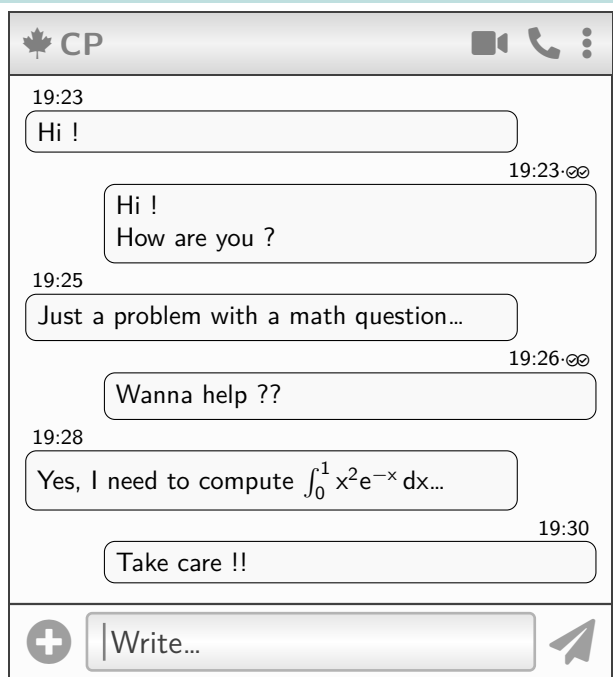 CP
19:23
Hi !
19:23
Hi !
How are you ?
19:25
Just a problem with a math question…
19:26
Wanna help ??
19:28
Yes, I need to compute ∫₀¹ x²e⁻ˣ dx…
19:30
Take care !!
Write…